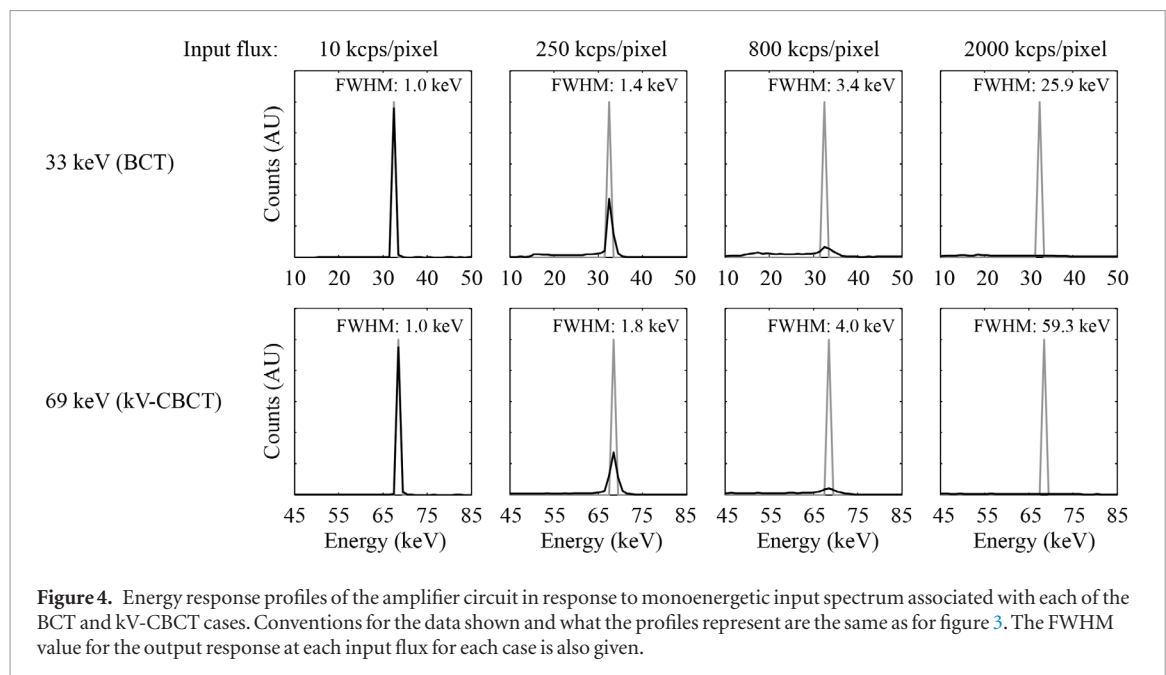 Input flux: 10 kcps/pixel 250 kcps/pixel 800 kcps/pixel 2000 kcps/pixel
33 keV (BCT)
Counts (AU)
FWHM: 1.0 keV FWHM: 1.4 keV FWHM: 3.4 keV FWHM: 25.9 keV
10 20 30 40 50 10 20 30 40 50 10 20 30 40 50 10 20 30 40 50
69 keV (kV-CBCT)
Counts (AU)
FWHM: 1.0 keV FWHM: 1.8 keV FWHM: 4.0 keV FWHM: 59.3 keV
45 55 65 75 85 45 55 65 75 85 45 55 65 75 85 45 55 65 75 85
Energy (keV) Energy (keV) Energy (keV) Energy (keV)
Figure 4. Energy response profiles of the amplifier circuit in response to monoenergetic input spectrum associated with each of the
BCT and kV-CBCT cases. Conventions for the data shown and what the profiles represent are the same as for figure 3. The FWHM
value for the output response at each input flux for each case is also given.